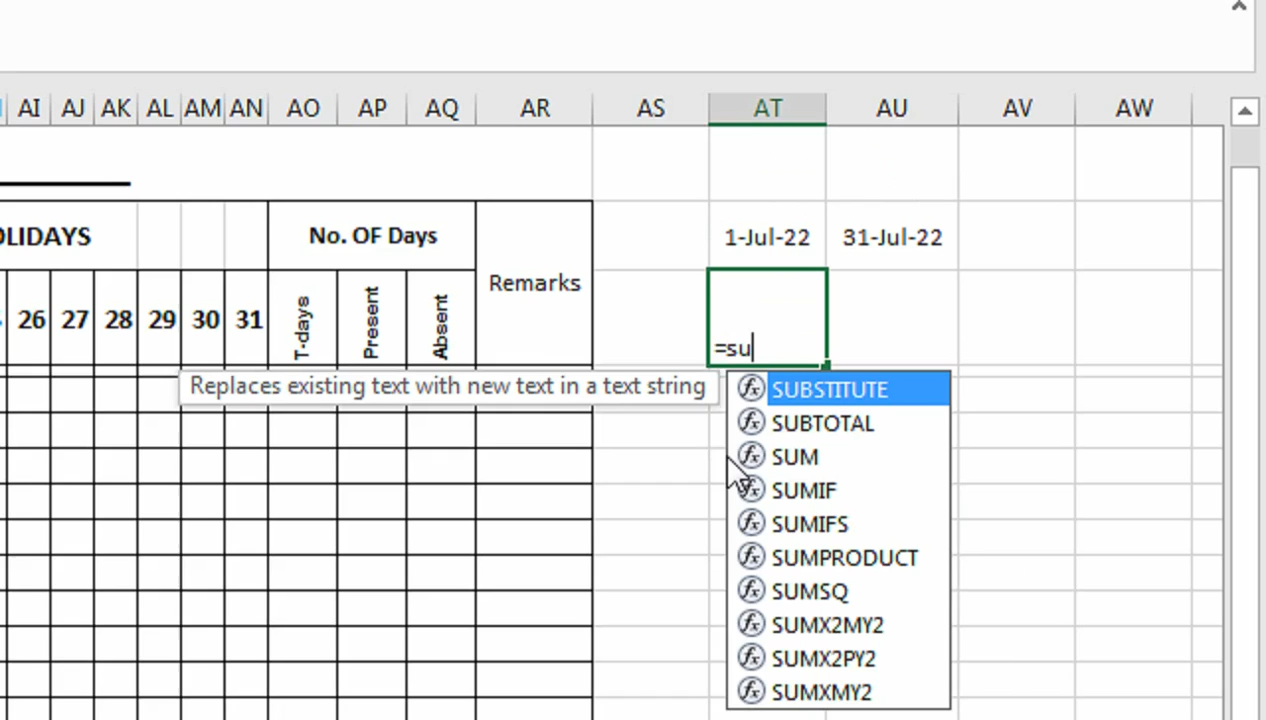 AI AJ AK AL AM AN AO AP AQ AR AS AT AU AV AW
OLIDAYS No. OF Days Remarks 1-Jul-22 31-Jul-22
26 27 28 29 30 31 T-days Present Absent
=su
Replaces existing text with new text in a text string
SUBSTITUTE
SUBTOTAL
SUM
SUMIF
SUMIFS
SUMPRODUCT
SUMSQ
SUMX2MY2
SUMX2PY2
SUMXMY2